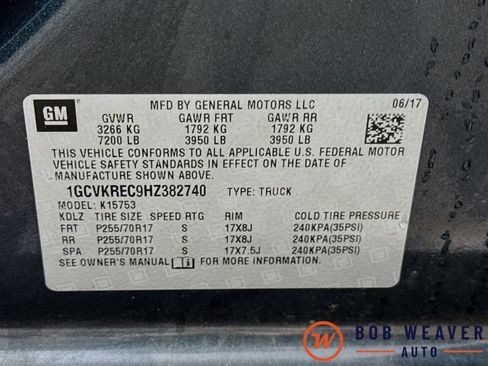 GM
MFD BY GENERAL MOTORS LLC 06/17
GVWR GAWR FRT GAWR RR
3266 KG 1792 KG 1792 KG
7200 LB 3950 LB 3950 LB
THIS VEHICLE CONFORMS TO ALL APPLICABLE U.S. FEDERAL MOTOR
VEHICLE SAFETY STANDARDS IN EFFECT ON THE DATE OF
MANUFACTURE SHOWN ABOVE.
1GCVKREC9HZ382740 TYPE: TRUCK
MODEL: K15753
KDLZ TIRE SIZE SPEED RTG RIM COLD TIRE PRESSURE
FRT P255/70R17 S 17X8J 240KPA(35PSI)
RR P255/70R17 S 17X8J 240KPA(35PSI)
SPA P255/70R17 S 17X7.5J 240KPA(35PSI)
SEE OWNER'S MANUAL FOR MORE INFORMATION.
BOB WEAVER
AUTO